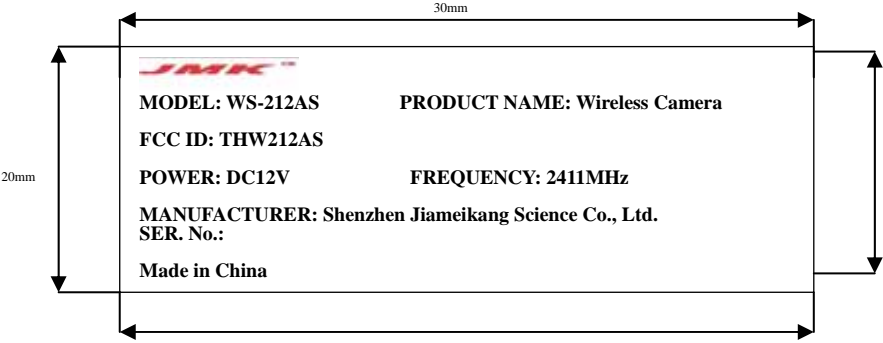 30mm
JMK TM
MODEL: WS-212AS PRODUCT NAME: Wireless Camera
FCC ID: THW212AS
20mm
POWER: DC12V FREQUENCY: 2411MHz
MANUFACTURER: Shenzhen Jiameikang Science Co., Ltd.
SER. No.:
Made in China